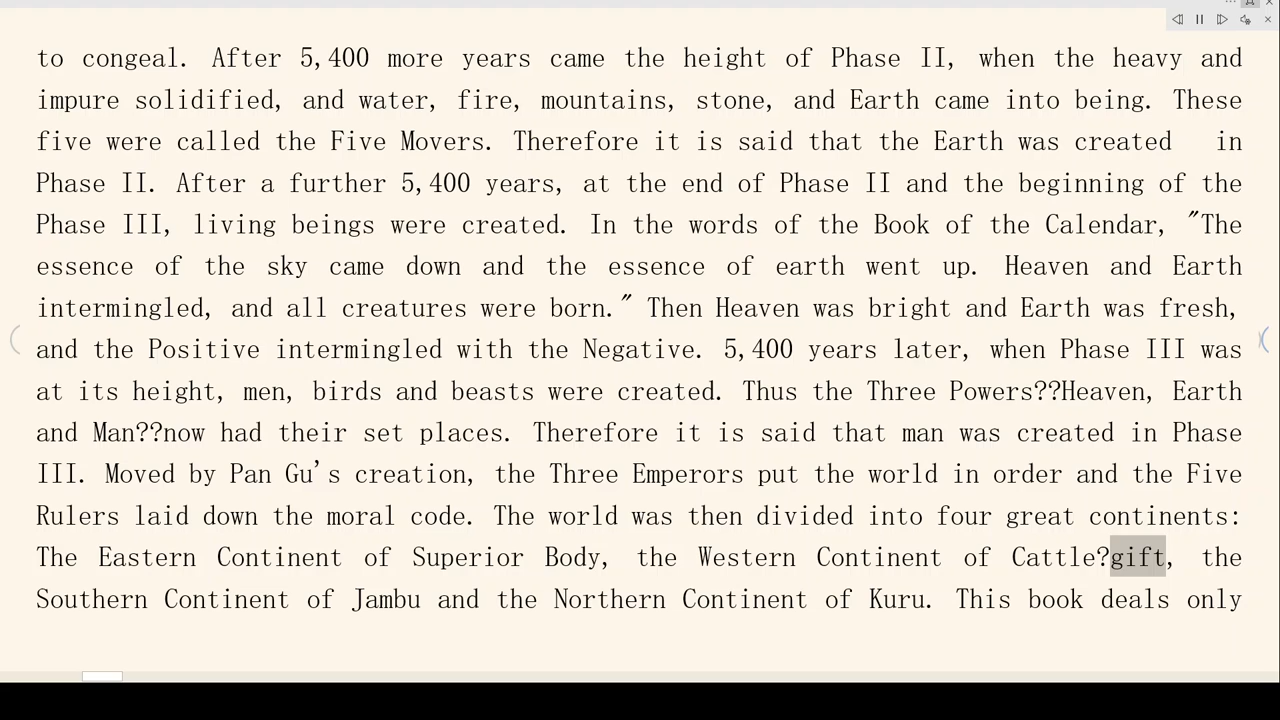 to congeal. After 5,400 more years came the height of Phase II, when the heavy and
impure solidified, and water, fire, mountains, stone, and Earth came into being. These
five were called the Five Movers. Therefore it is said that the Earth was created in
Phase II. After a further 5,400 years, at the end of Phase II and the beginning of the
Phase III, living beings were created. In the words of the Book of the Calendar, "The
essence of the sky came down and the essence of earth went up. Heaven and Earth
intermingled, and all creatures were born." Then Heaven was bright and Earth was fresh,
and the Positive intermingled with the Negative. 5,400 years later, when Phase III was
at its height, men, birds and beasts were created. Thus the Three Powers??Heaven, Earth
and Man??now had their set places. Therefore it is said that man was created in Phase
III. Moved by Pan Gu's creation, the Three Emperors put the world in order and the Five
Rulers laid down the moral code. The world was then divided into four great continents:
The Eastern Continent of Superior Body, the Western Continent of Cattle?gift, the
Southern Continent of Jambu and the Northern Continent of Kuru. This book deals only